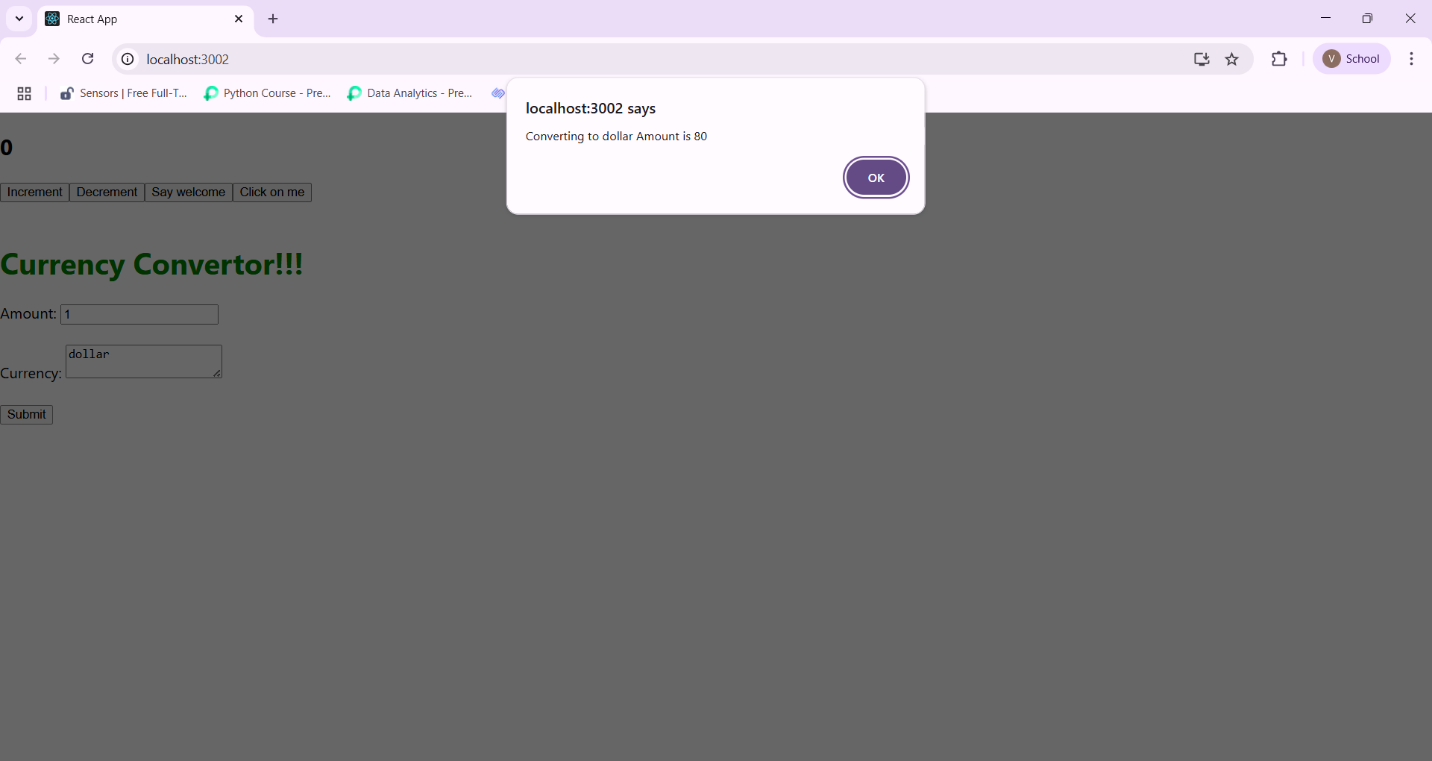 React App
localhost:3002
School
V
Sensors | Free Full-T...
Python Course - Pre...
Data Analytics - Pre...
localhost:3002 says
Converting to dollar Amount is 80
OK
0
Increment Decrement Say welcome Click on me
Currency Convertor!!!
Amount: 1
Currency: dollar
Submit